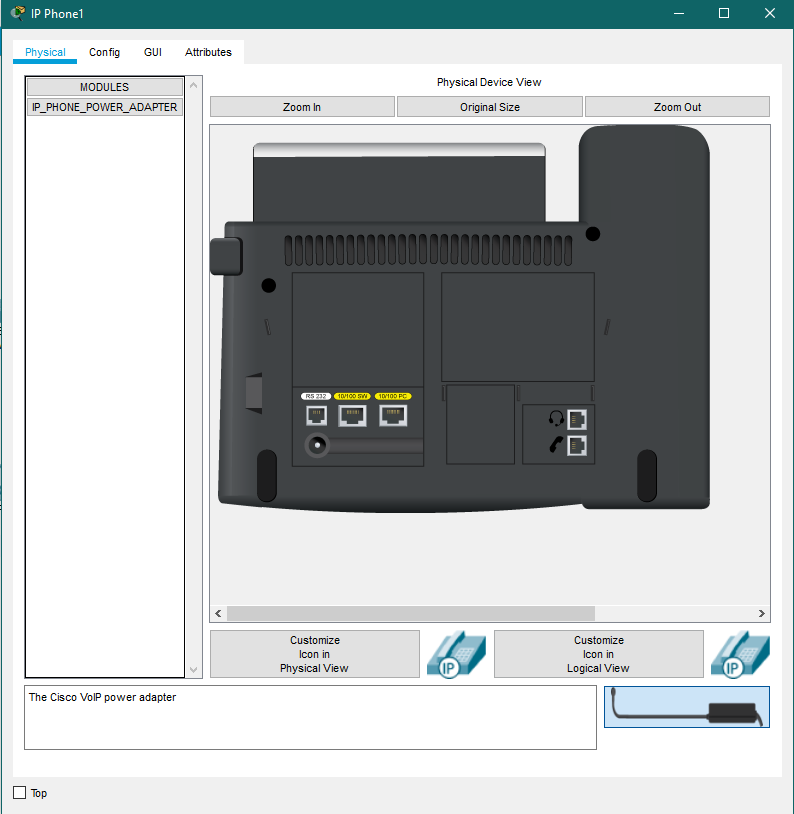 IP Phone1
Physical
Config
GUI
Attributes
MODULES
IP_PHONE_POWER_ADAPTER
Physical Device View
Zoom In
Original Size
Zoom Out
RS 232
10/100 SW
10/100 PC
Customize
Icon in
Physical View
IP
Customize
Icon in
Logical View
IP
The Cisco VoIP power adapter
Top